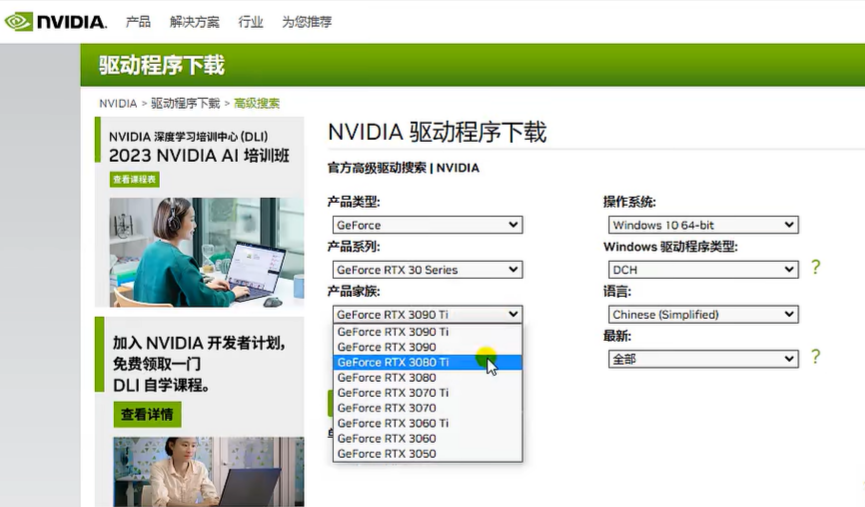 NVIDIA. 产品 解决方案 行业 为您推荐
驱动程序下载
NVIDIA > 驱动程序下载 > 高级搜索
NVIDIA 深度学习培训中心 (DLI)
2023 NVIDIA AI 培训班
查看课程表
加入 NVIDIA 开发者计划,
免费领取一门
DLI 自学课程。
查看详情
NVIDIA 驱动程序下载
官方高级驱动搜索 | NVIDIA
产品类型:
GeForce
产品系列:
GeForce RTX 30 Series
产品家族:
GeForce RTX 3090 Ti
GeForce RTX 3090 Ti
GeForce RTX 3090
GeForce RTX 3080 Ti
GeForce RTX 3080
GeForce RTX 3070 Ti
GeForce RTX 3070
GeForce RTX 3060 Ti
GeForce RTX 3060
GeForce RTX 3050
操作系统:
Windows 10 64-bit
Windows 驱动程序类型:
DCH
?
语言:
Chinese (Simplified)
最新:
全部
?